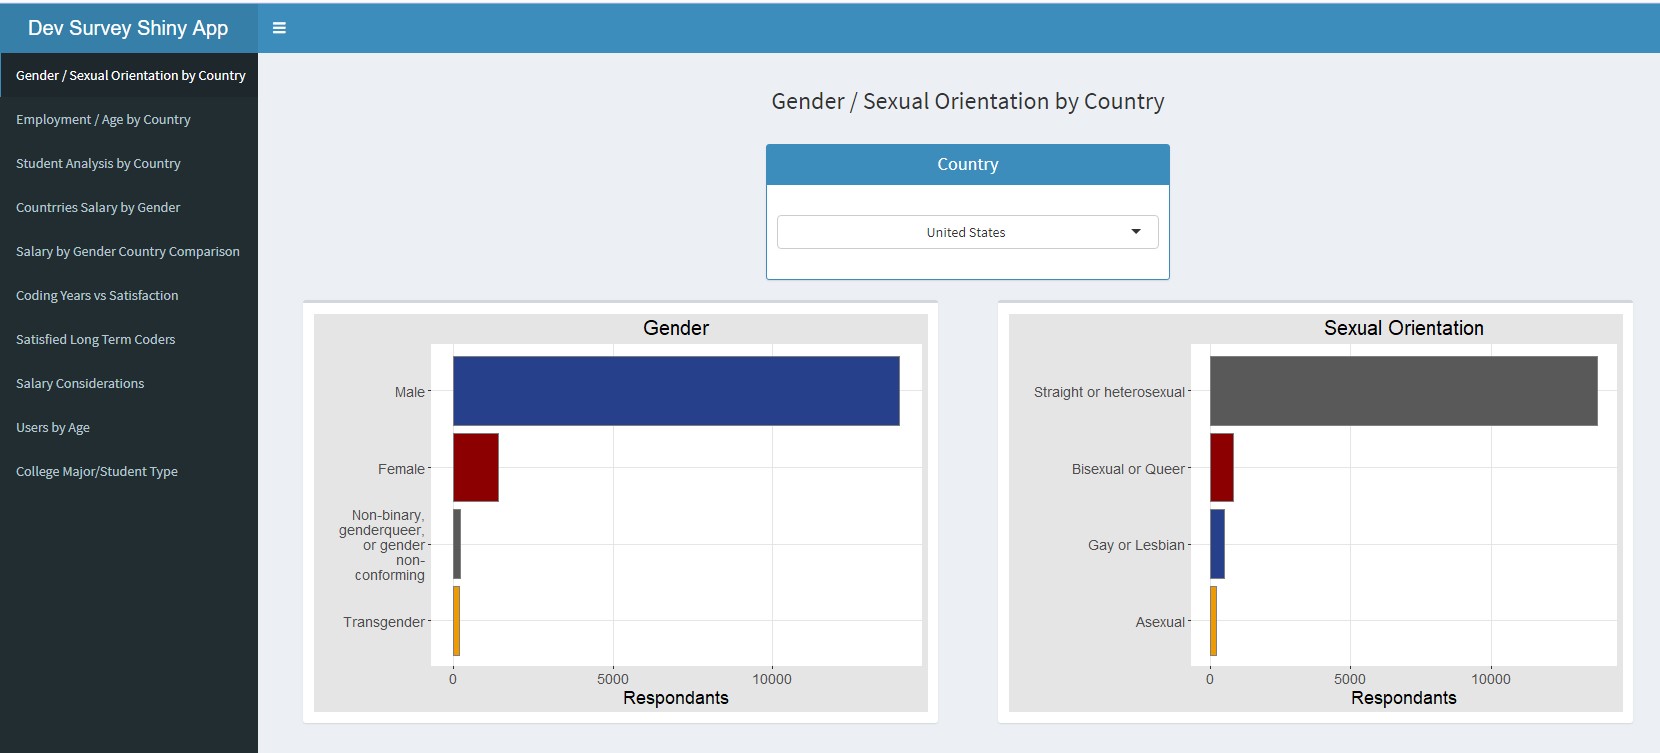 Dev Survey Shiny App
Gender / Sexual Orientation by Country
Employment / Age by Country
Student Analysis by Country
Countrries Salary by Gender
Salary by Gender Country Comparison
Coding Years vs Satisfaction
Satisfied Long Term Coders
Salary Considerations
Users by Age
College Major/Student Type
Gender / Sexual Orientation by Country
Country
United States
Gender
Male
Female
Non-binary,
genderqueer,
or gender
non-
conforming
Transgender
0 5000 10000
Respondants
Sexual Orientation
Straight or heterosexual
Bisexual or Queer
Gay or Lesbian
Asexual
0 5000 10000
Respondants